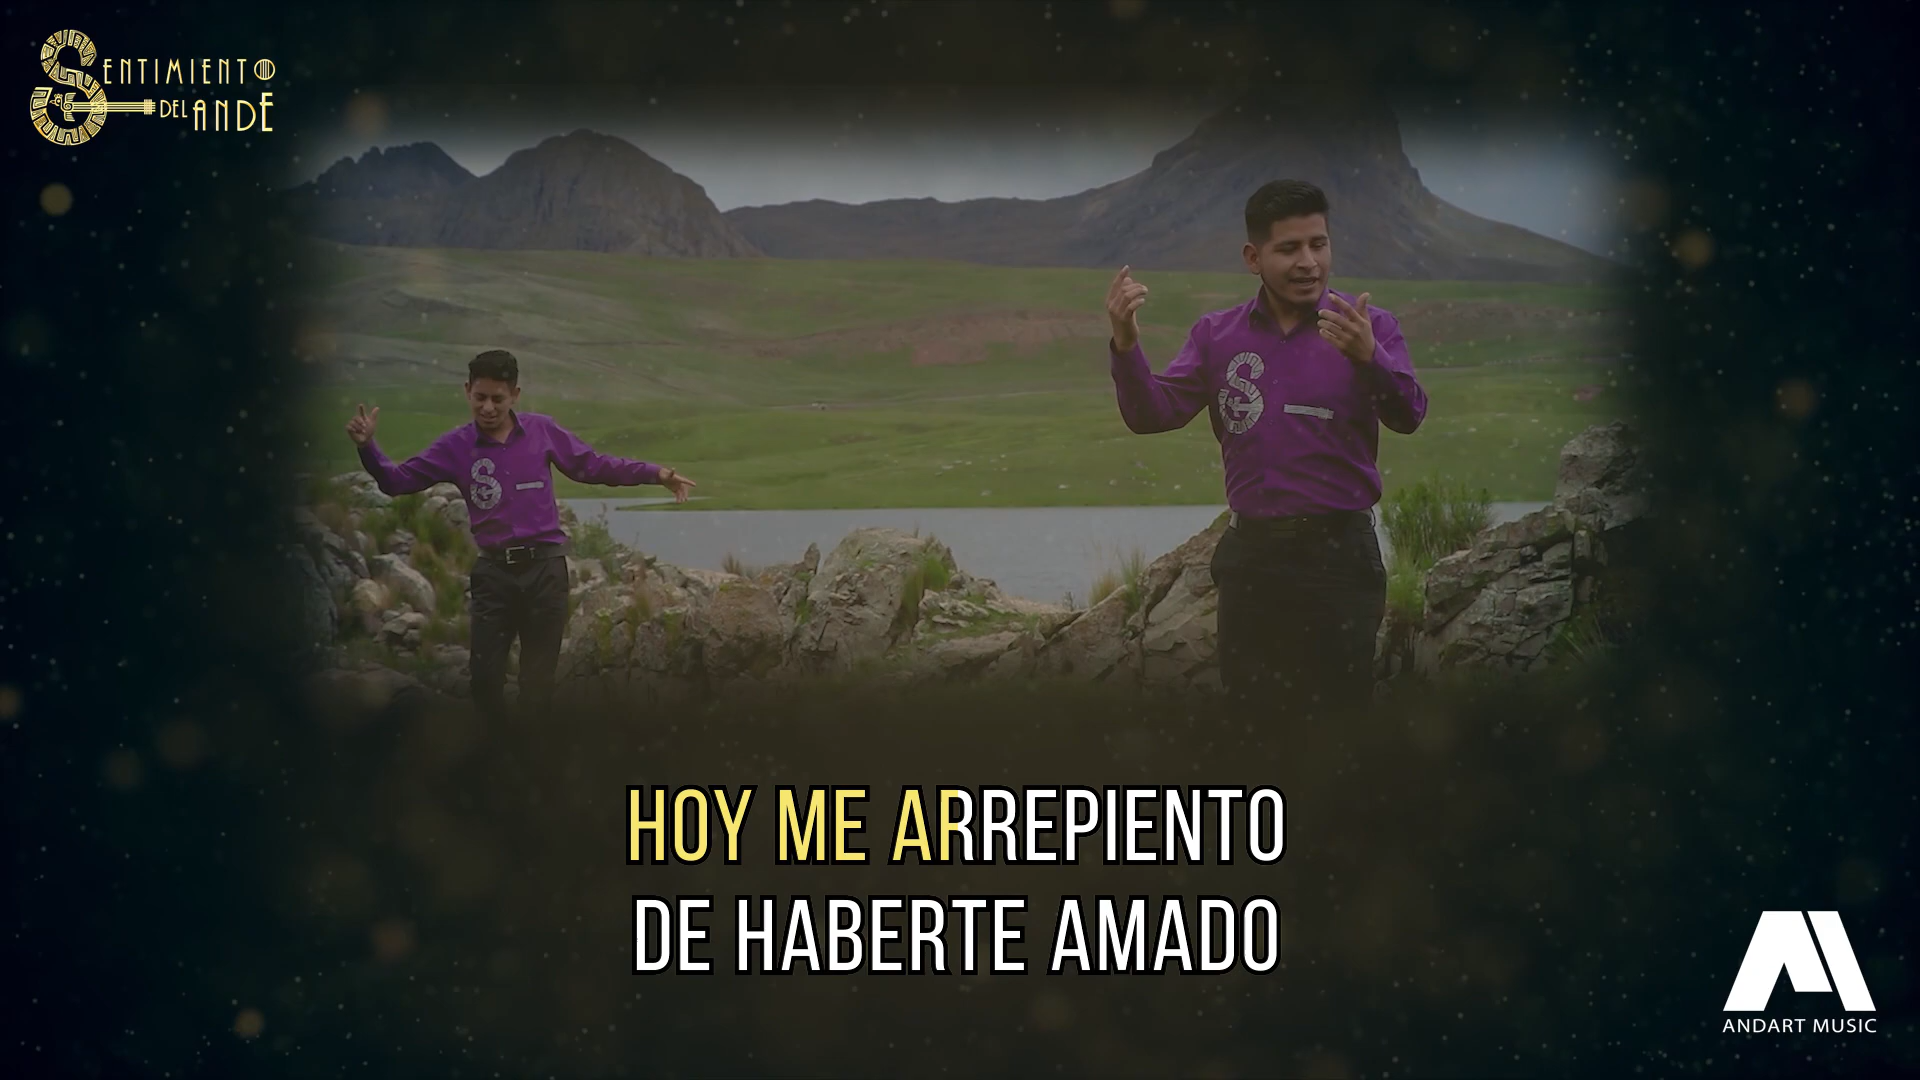 SENTIMIENTO
DEL ANDE
HOY ME ARREPIENTO
DE HABERTE AMADO
ANDART MUSIC